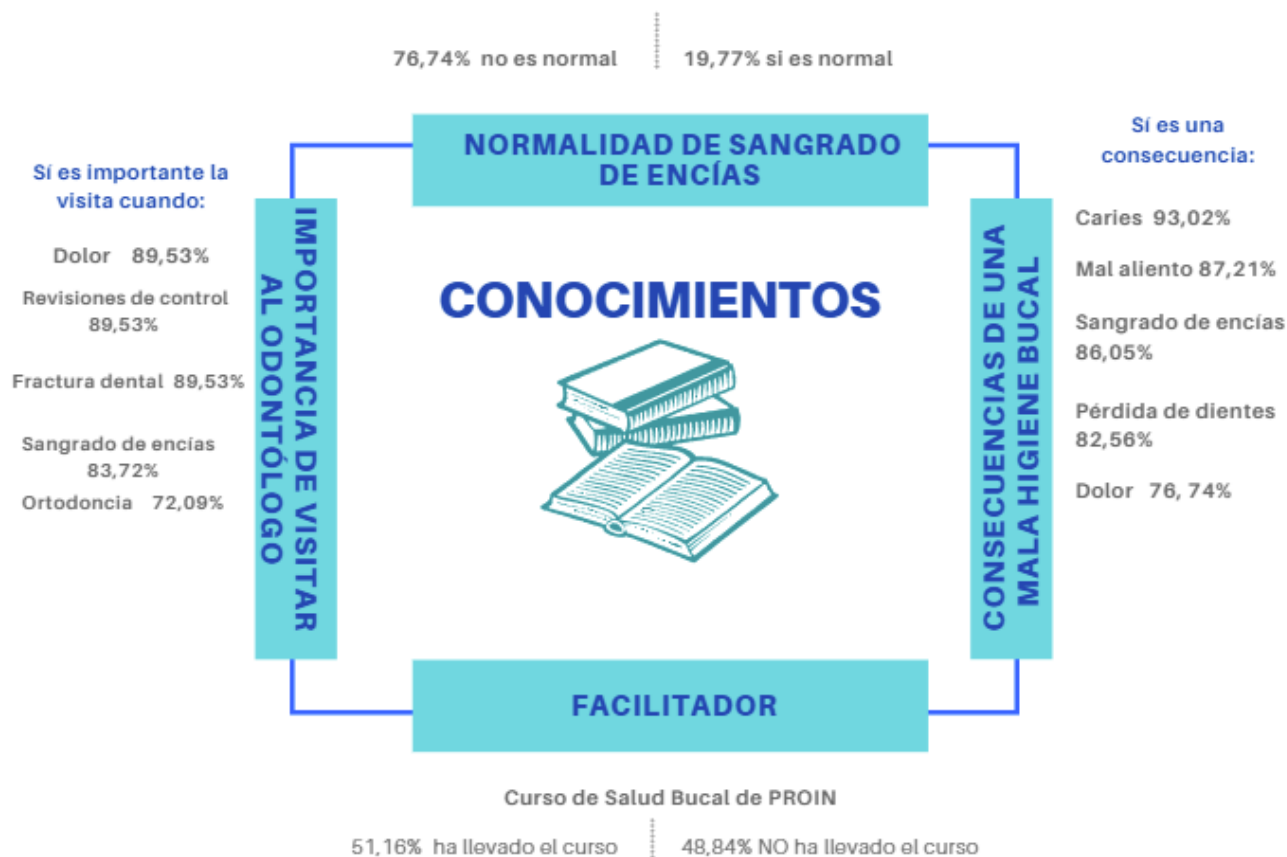 76,74% no es normal
19,77% si es normal
NORMALIDAD DE SANGRADO
DE ENCÍAS
Sí es importante la
visita cuando:
Dolor 89,53%
Revisiones de control
89,53%
Fractura dental 89,53%
Sangrado de encías
83,72%
Ortodoncia 72,09%
IMPORTANCIA DE VISITAR
AL ODONTÓLOGO
CONOCIMIENTOS
CONSECUENCIAS DE UNA
MALA HIGIENE BUCAL
Sí es una
consecuencia:
Caries 93,02%
Mal aliento 87,21%
Sangrado de encías
86,05%
Pérdida de dientes
82,56%
Dolor 76, 74%
FACILITADOR
Curso de Salud Bucal de PROIN
51,16% ha llevado el curso
48,84% NO ha llevado el curso